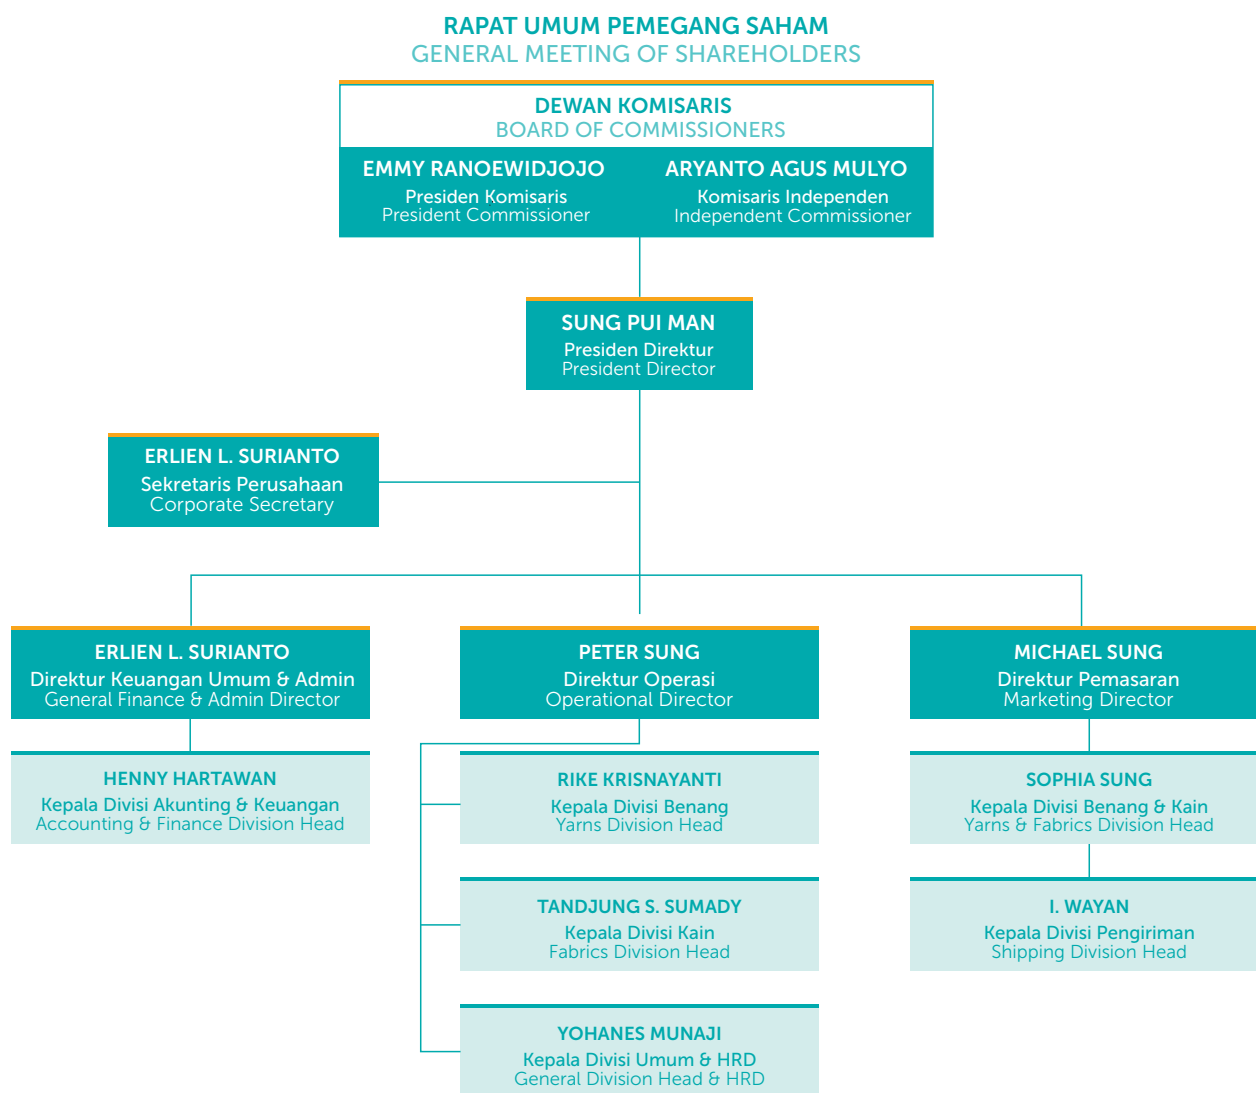 RAPAT UMUM PEMEGANG SAHAM
GENERAL MEETING OF SHAREHOLDERS
DEWAN KOMISARIS
BOARD OF COMMISSIONERS
EMMY RANOEWIDJOJO
Presiden Komisaris
President Commissioner
ARYANTO AGUS MULYO
Komisaris Independen
Independent Commissioner
SUNG PUI MAN
Presiden Direktur
President Director
ERLIEN L. SURIANTO
Sekretaris Perusahaan
Corporate Secretary
ERLIEN L. SURIANTO
Direktur Keuangan Umum & Admin
General Finance & Admin Director
HENNY HARTAWAN
Kepala Divisi Akunting & Keuangan
Accounting & Finance Division Head
PETER SUNG
Direktur Operasi
Operational Director
RIKE KRISNAYANTI
Kepala Divisi Benang
Yarns Division Head
TANDJUNG S. SUMADY
Kepala Divisi Kain
Fabrics Division Head
YOHANES MUNAJI
Kepala Divisi Umum & HRD
General Division Head & HRD
MICHAEL SUNG
Direktur Pemasaran
Marketing Director
SOPHIA SUNG
Kepala Divisi Benang & Kain
Yarns & Fabrics Division Head
I. WAYAN
Kepala Divisi Pengiriman
Shipping Division Head